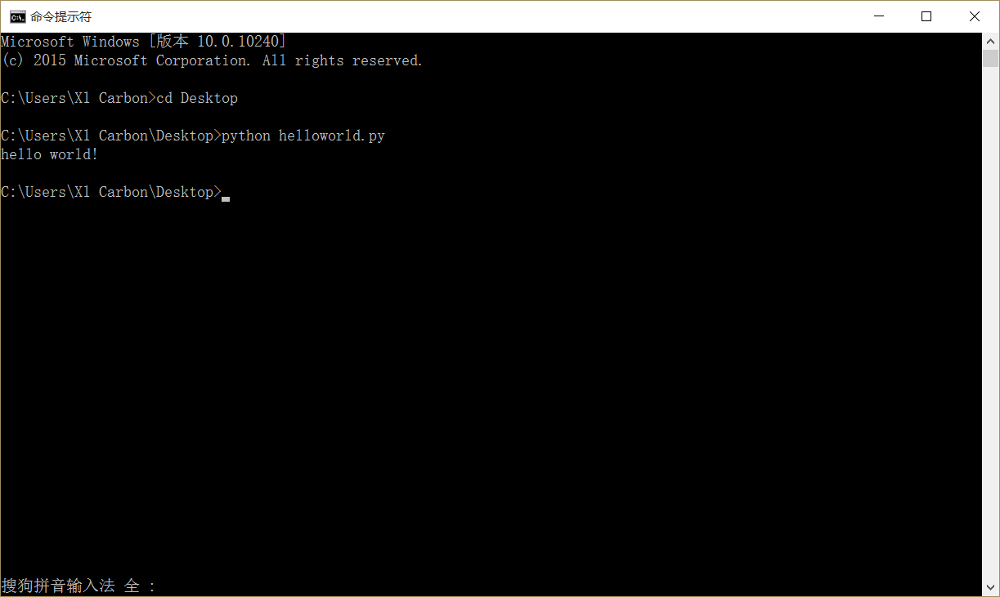 命令提示符
Microsoft Windows [版本 10.0.10240]
(c) 2015 Microsoft Corporation. All rights reserved.
C:\Users\X1 Carbon>cd Desktop
C:\Users\X1 Carbon\Desktop>python helloworld.py
hello world!
C:\Users\X1 Carbon\Desktop>
搜狗拼音输入法 全 :